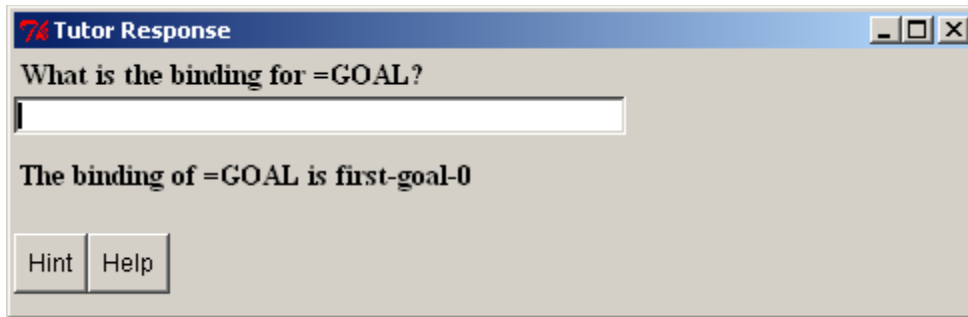 Tutor Response
What is the binding for =GOAL?
The binding of =GOAL is first-goal-0
Hint Help